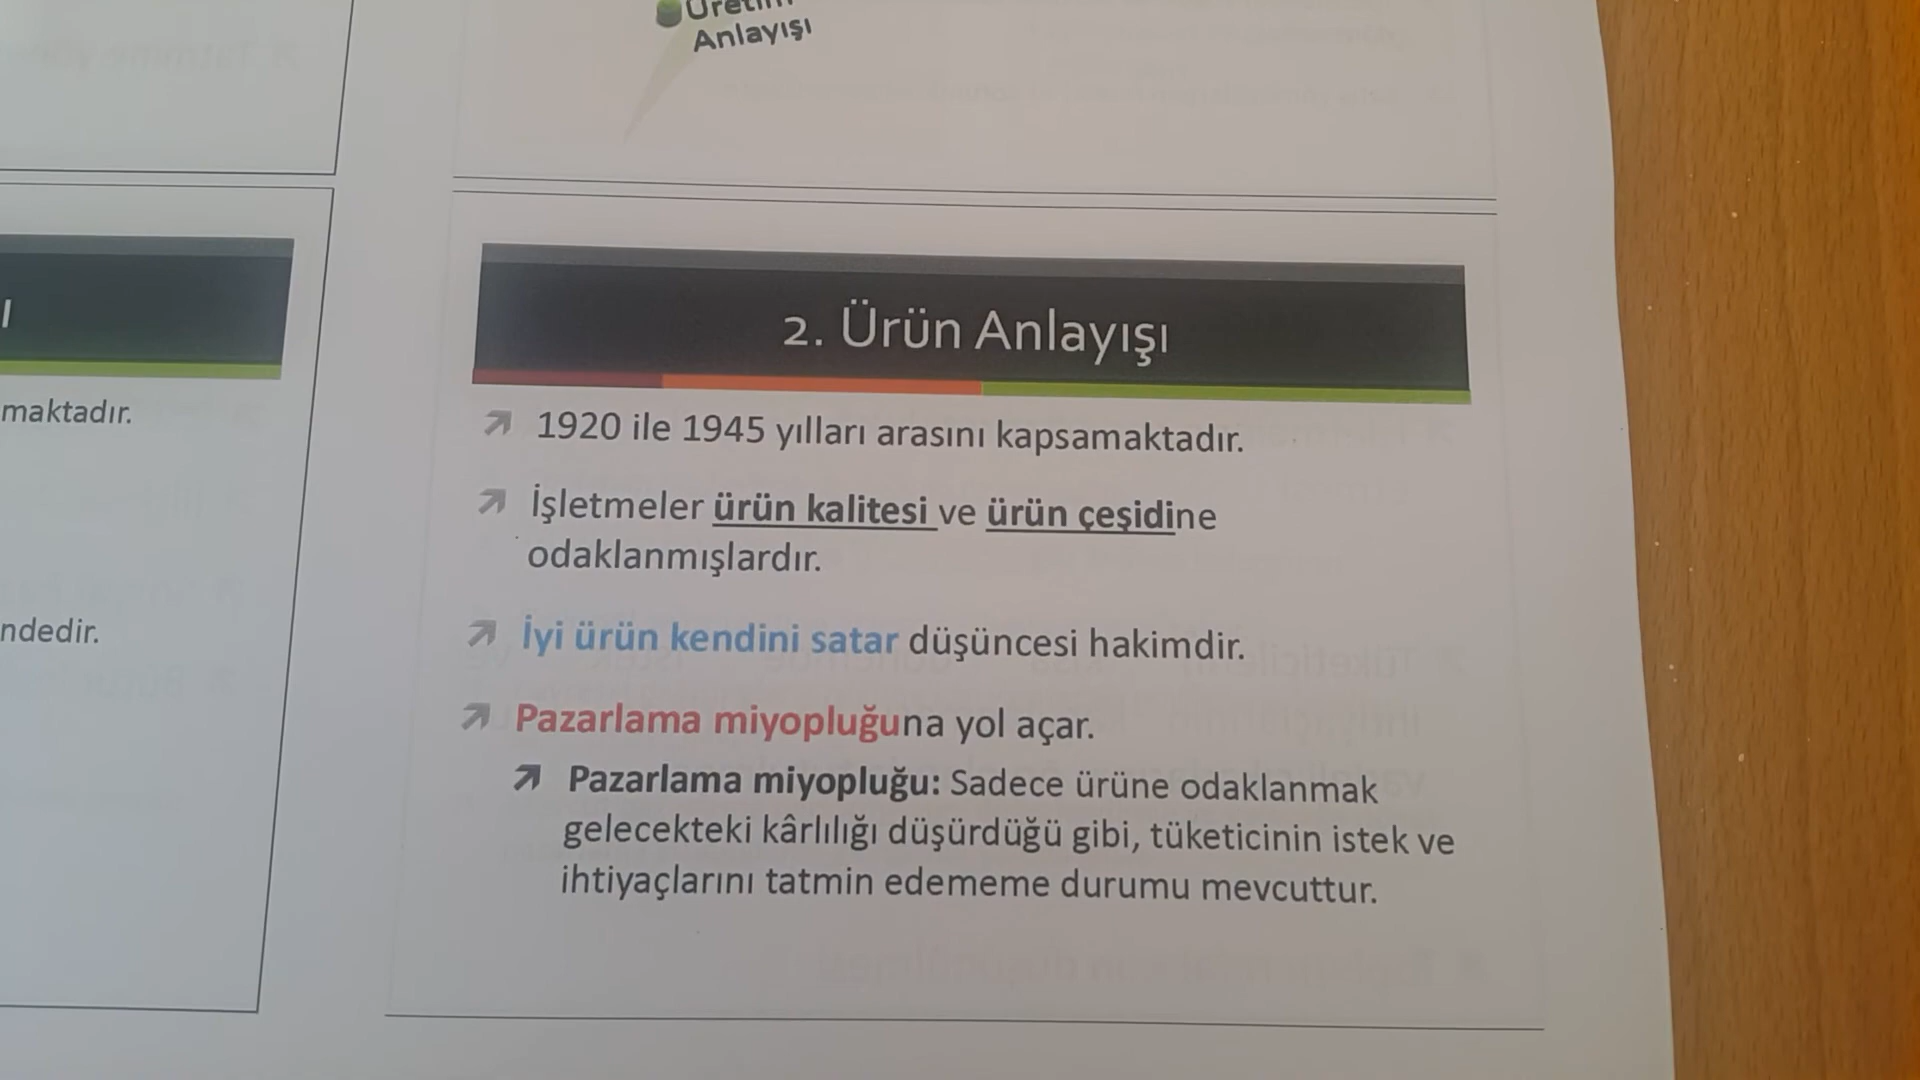 Üretim
Anlayışı
ı
maktadır.
ndedir.
2. Ürün Anlayışı
1920 ile 1945 yılları arasını kapsamaktadır.
İşletmeler ürün kalitesi ve ürün çeşidine
odaklanmışlardır.
İyi ürün kendini satar düşüncesi hakimdir.
Pazarlama miyopluğuna yol açar.
Pazarlama miyopluğu: Sadece ürüne odaklanmak
gelecekteki kârlılığı düşürdüğü gibi, tüketicinin istek ve
ihtiyaçlarını tatmin edememe durumu mevcuttur.